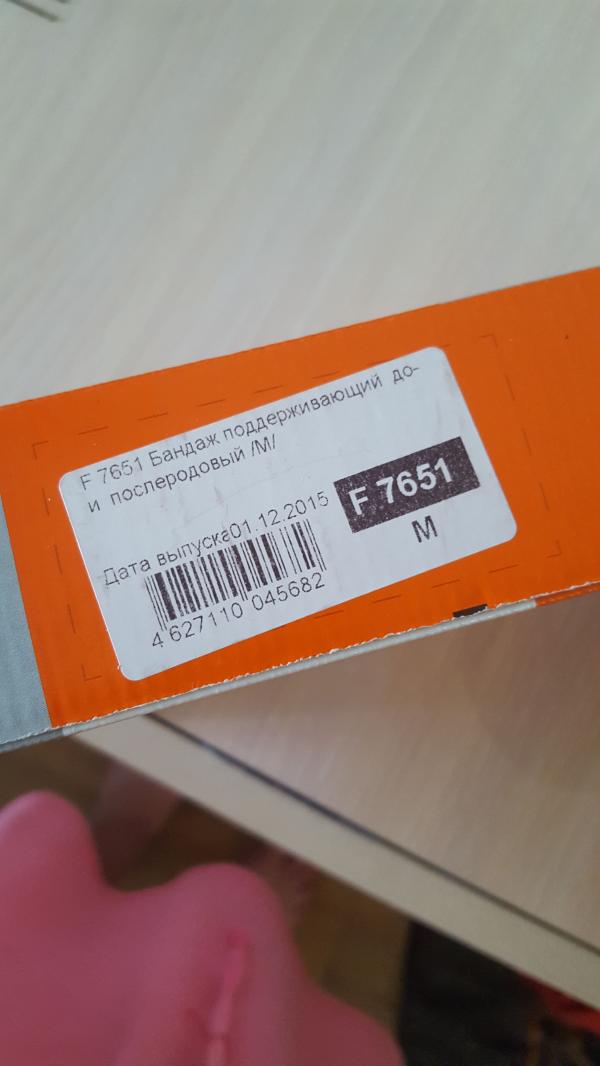 F 7651 Бандаж поддерживающий до-
и послеродовый /M/
Дата выпуска01.12.2015
F 7651
M
4 627110 045682